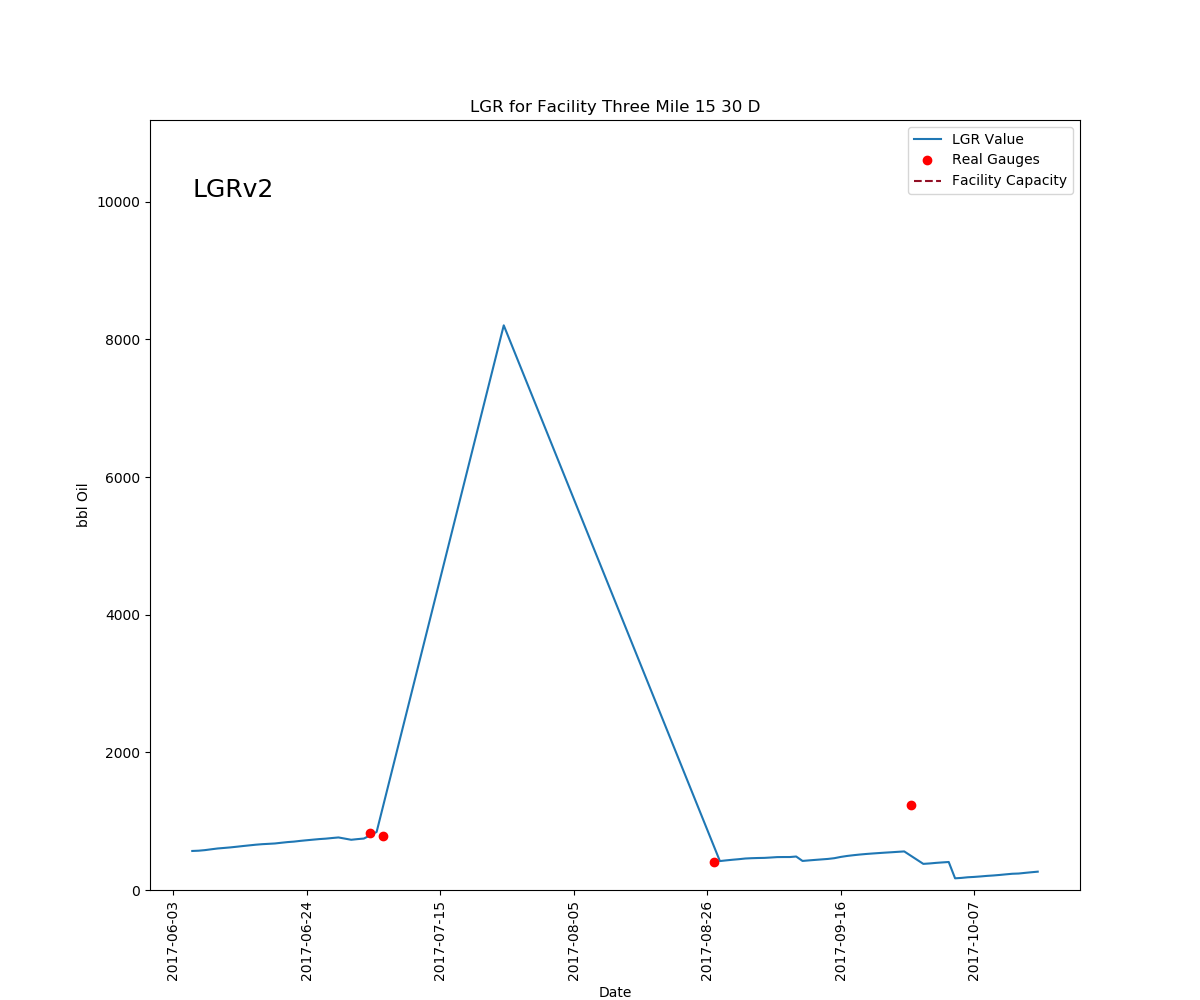 LGR for Facility Three Mile 15 30 D
LGR Value
Real Gauges
Facility Capacity
LGRv2
10000
8000
6000
4000
2000
0
bbl Oil
2017-06-03
2017-06-24
2017-07-15
2017-08-05
2017-08-26
2017-09-16
2017-10-07
Date